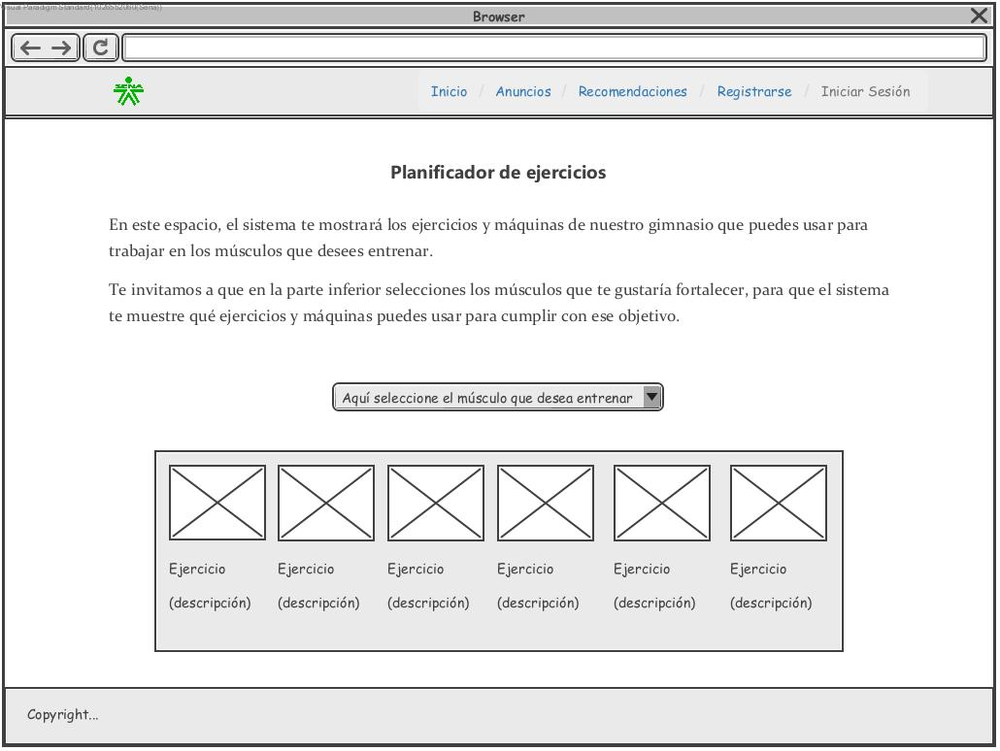 Visual Paradigm Standard(1026552060(Sena))
Browser
SENA
Inicio / Anuncios / Recomendaciones / Registrarse / Iniciar Sesión
Planificador de ejercicios
En este espacio, el sistema te mostrará los ejercicios y máquinas de nuestro gimnasio que puedes usar para
trabajar en los músculos que desees entrenar.
Te invitamos a que en la parte inferior selecciones los músculos que te gustaría fortalecer, para que el sistema
te muestre qué ejercicios y máquinas puedes usar para cumplir con ese objetivo.
Aquí seleccione el músculo que desea entrenar
Ejercicio Ejercicio Ejercicio Ejercicio Ejercicio Ejercicio
(descripción) (descripción) (descripción) (descripción) (descripción) (descripción)
Copyright...